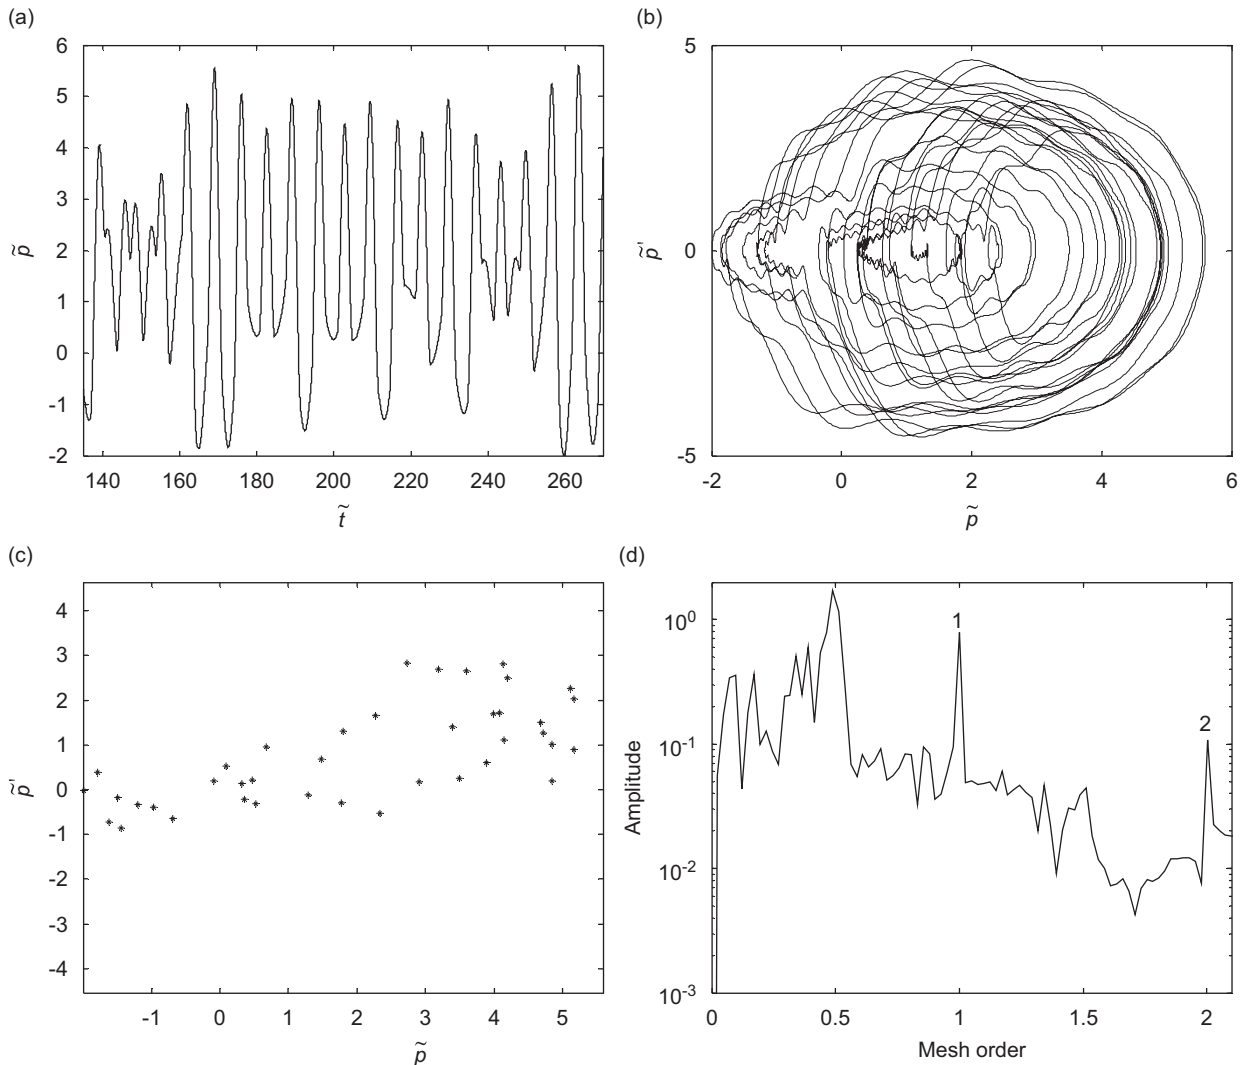 (a)
6
5
4
3
2
1
0
-1
-2
p̃
140 160 180 200 220 240 260
t̃
(b)
5
0
-5
p̃'
-2 0 2 4 6
p̃
(c)
4
3
2
1
0
-1
-2
-3
-4
p̃'
-1 0 1 2 3 4 5
p̃
(d)
10⁰
10⁻¹
10⁻²
10⁻³
Amplitude
1
2
0 0.5 1 1.5 2
Mesh order